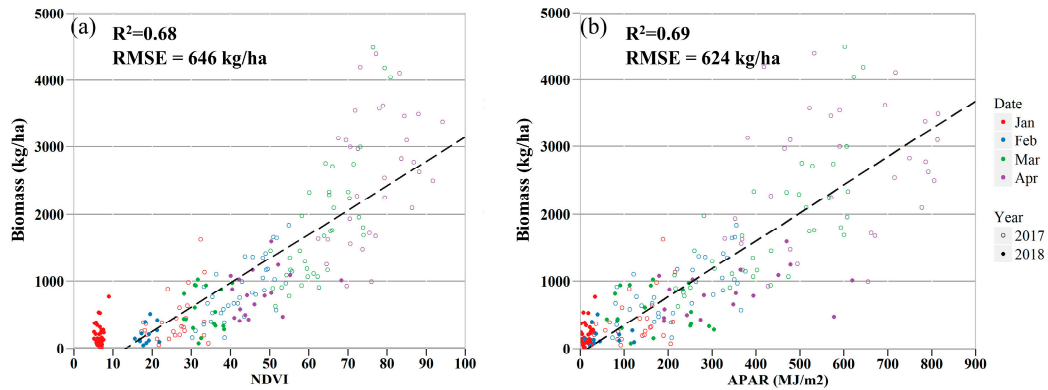 (a)
R²=0.68
RMSE = 646 kg/ha
Biomass (kg/ha)
5000
4000
3000
2000
1000
0
0 10 20 30 40 50 60 70 80 90 100
NDVI
(b)
R²=0.69
RMSE = 624 kg/ha
Biomass (kg/ha)
5000
4000
3000
2000
1000
0
0 100 200 300 400 500 600 700 800 900
APAR (MJ/m2)
Date
Jan
Feb
Mar
Apr
Year
2017
2018